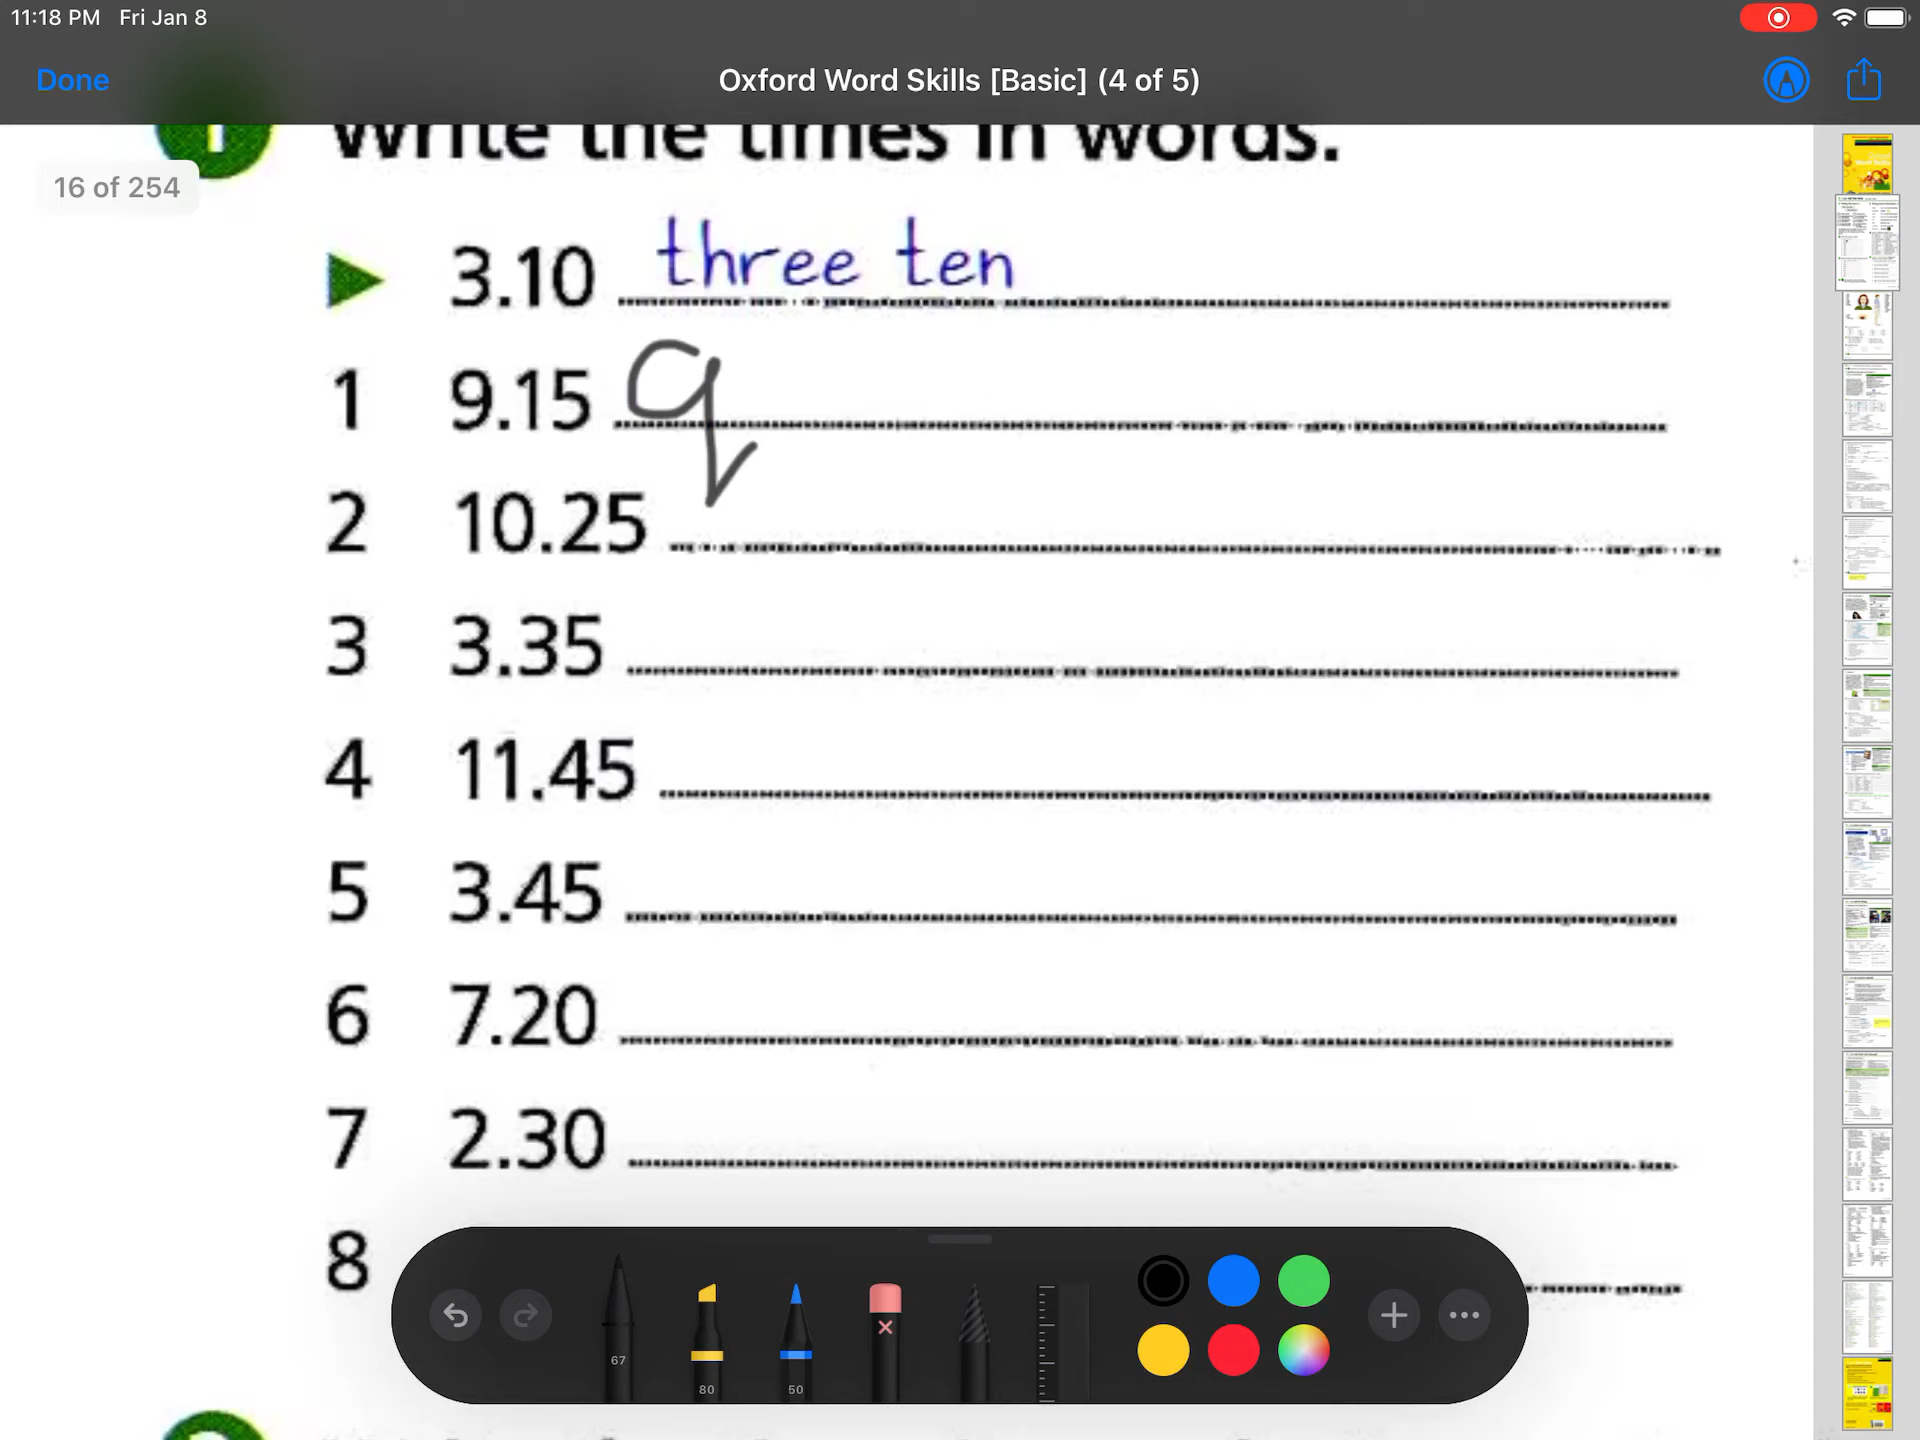 11:18 PM Fri Jan 8
Done
Oxford Word Skills [Basic] (4 of 5)
1 Write the times in words.
16 of 254
3.10 three ten
1 9.15 q
2 10.25
3 3.35
4 11.45
5 3.45
6 7.20
7 2.30
8
67
80
50